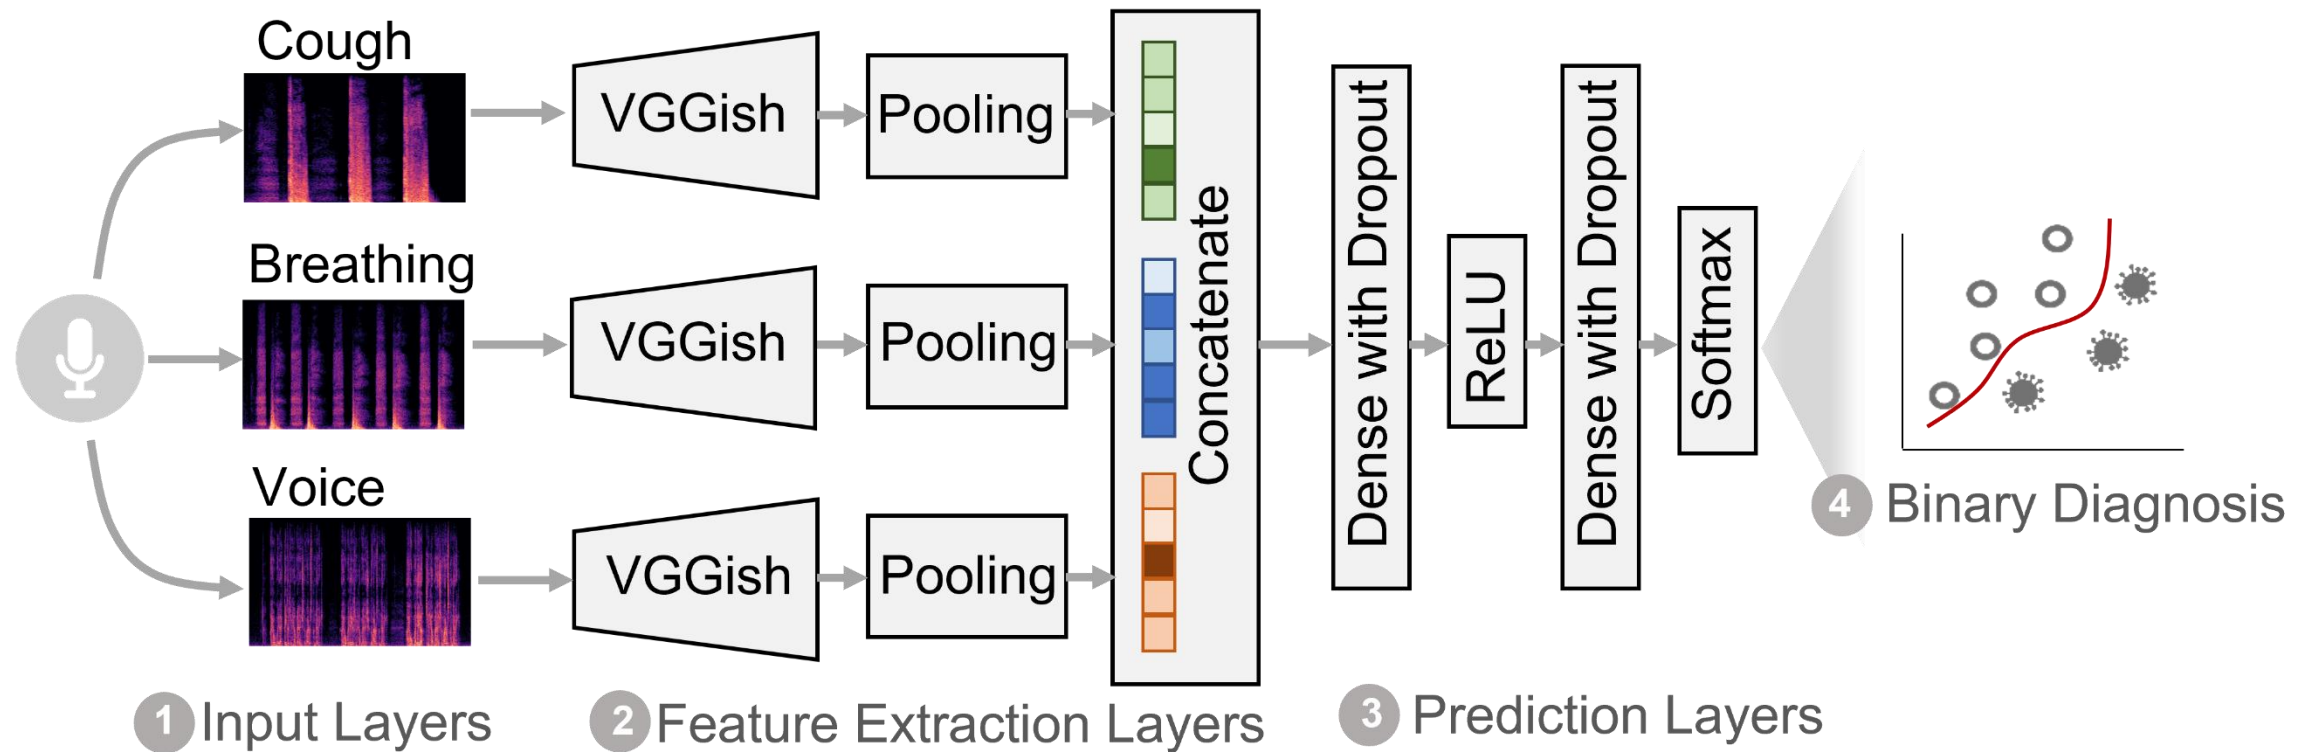 Cough
VGGish
Pooling
Breathing
VGGish
Pooling
Voice
VGGish
Pooling
Concatenate
Dense with Dropout
ReLU
Dense with Dropout
Softmax
1 Input Layers
2 Feature Extraction Layers
3 Prediction Layers
4 Binary Diagnosis